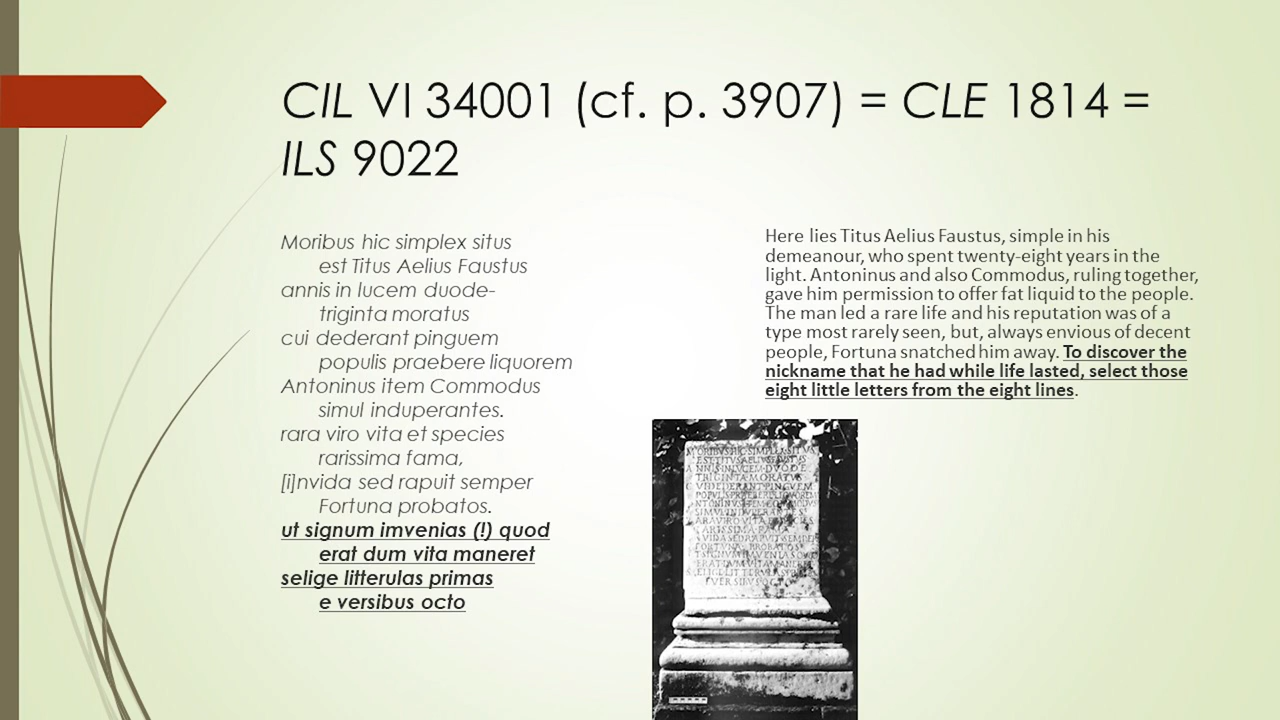 CIL VI 34001 (cf. p. 3907) = CLE 1814 =
ILS 9022
Moribus hic simplex situs
est Titus Aelius Faustus
annis in lucem duode-
triginta moratus
cui dederant pinguem
populis praebere liquorem
Antoninus item Commodus
simul induperantes.
rara viro vita et species
rarissima fama,
[i]nvida sed rapuit semper
Fortuna probatos.
ut signum imvenias (!) quod
erat dum vita maneret
selige litterulas primas
e versibus octo
Here lies Titus Aelius Faustus, simple in his
demeanour, who spent twenty-eight years in the
light. Antoninus and also Commodus, ruling together,
gave him permission to offer fat liquid to the people.
The man led a rare life and his reputation was of a
type most rarely seen, but, always envious of decent
people, Fortuna snatched him away. To discover the
nickname that he had while life lasted, select those
eight little letters from the eight lines.